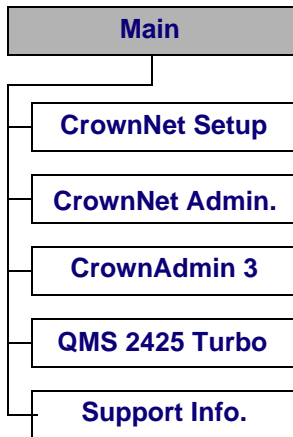 Main
CrownNet Setup
CrownNet Admin.
CrownAdmin 3
QMS 2425 Turbo
Support Info.